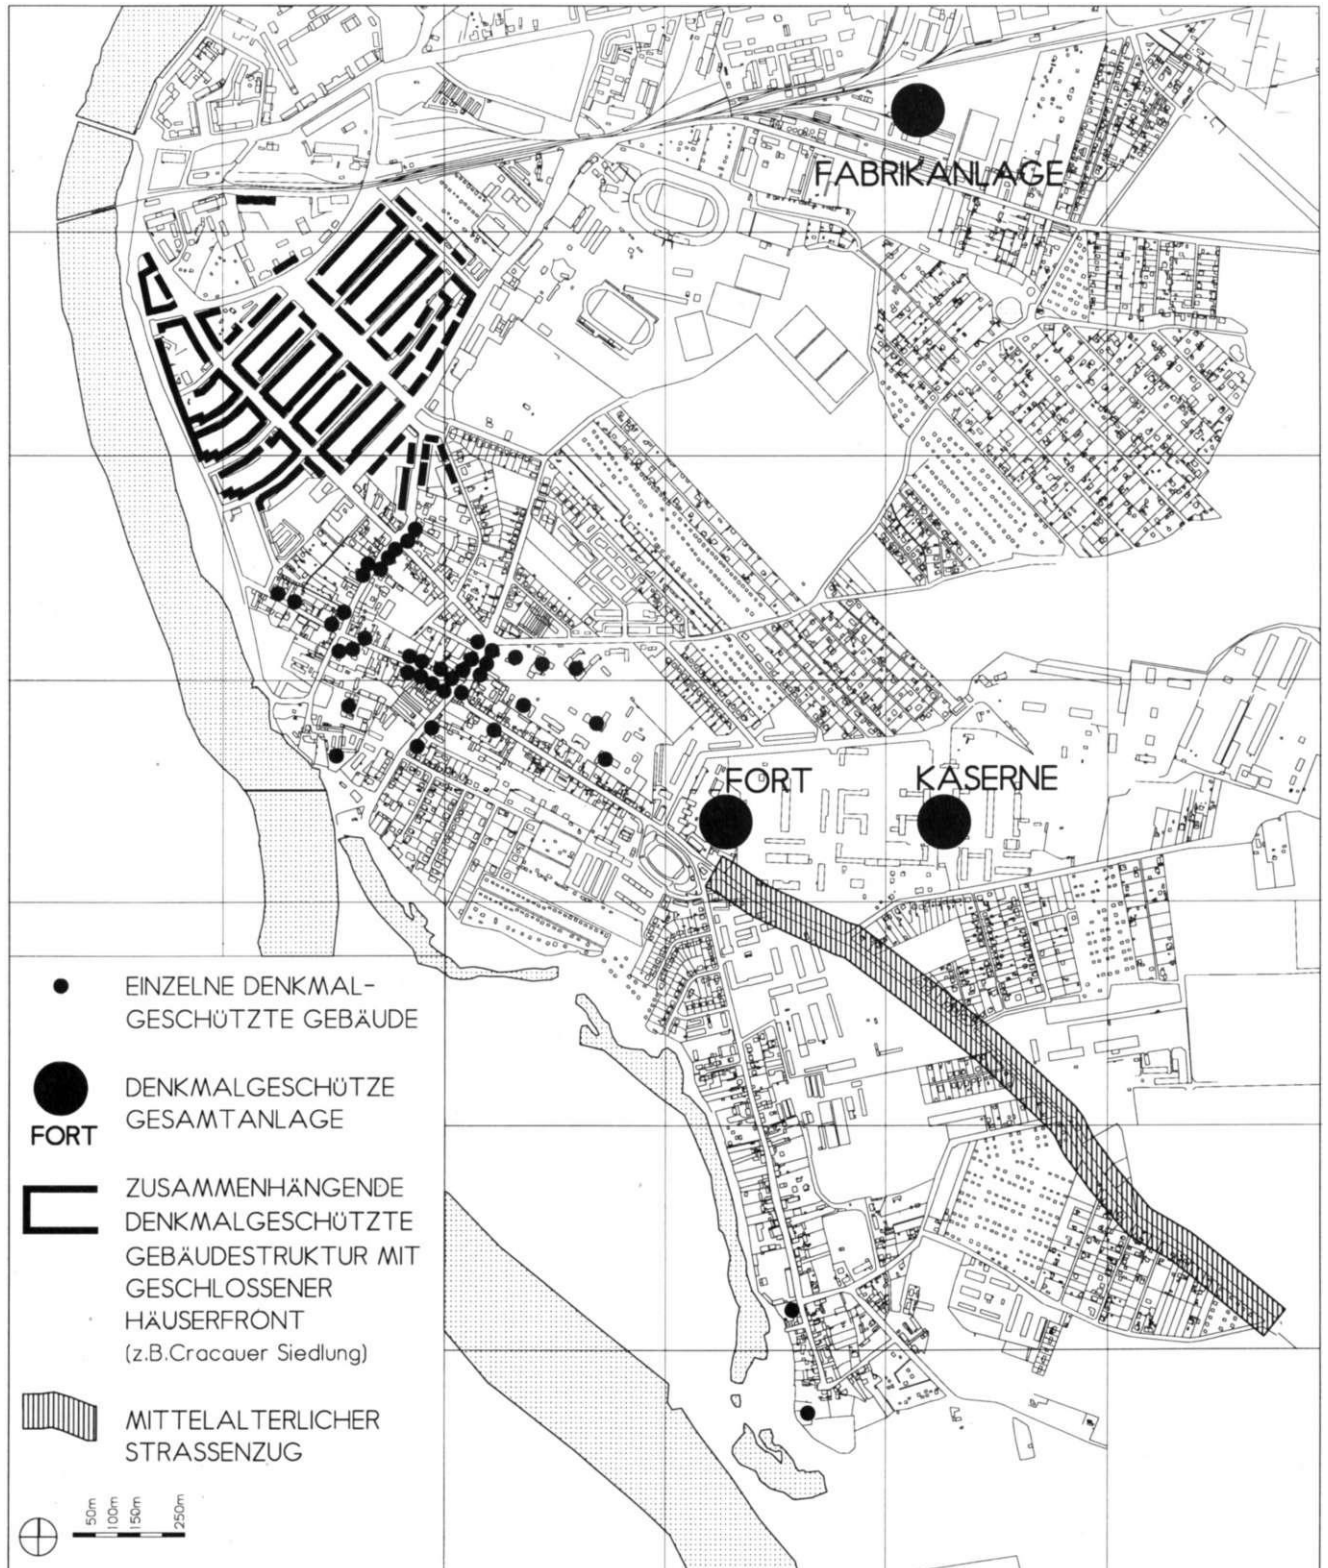 FABRIKANLAGE
FORT
KASERNE
EINZELNE DENKMAL-
GESCHÜTZTE GEBÄUDE
DENKMALGESCHÜTZE
GESAMTANLAGE
FORT
ZUSAMMENHÄNGENDE
DENKMALGESCHÜTZTE
GEBÄUDESTRUKTUR MIT
GESCHLOSSENER
HÄUSERFRONT
(z.B.Cracauer Siedlung)
MITTELALTERLICHER
STRASSENZUG
50m
100m
150m
250m